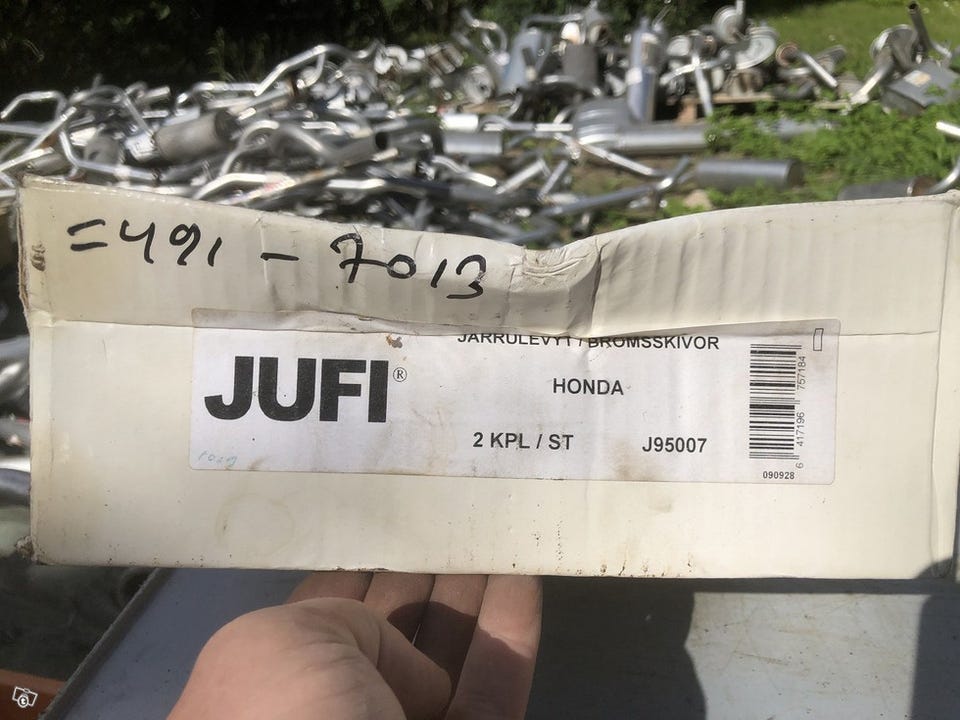 =491-7013
JARRULEVYT / BROMSSKIVOR
JUFI®
HONDA
2 KPL / ST J95007
6 417196 757184
090928